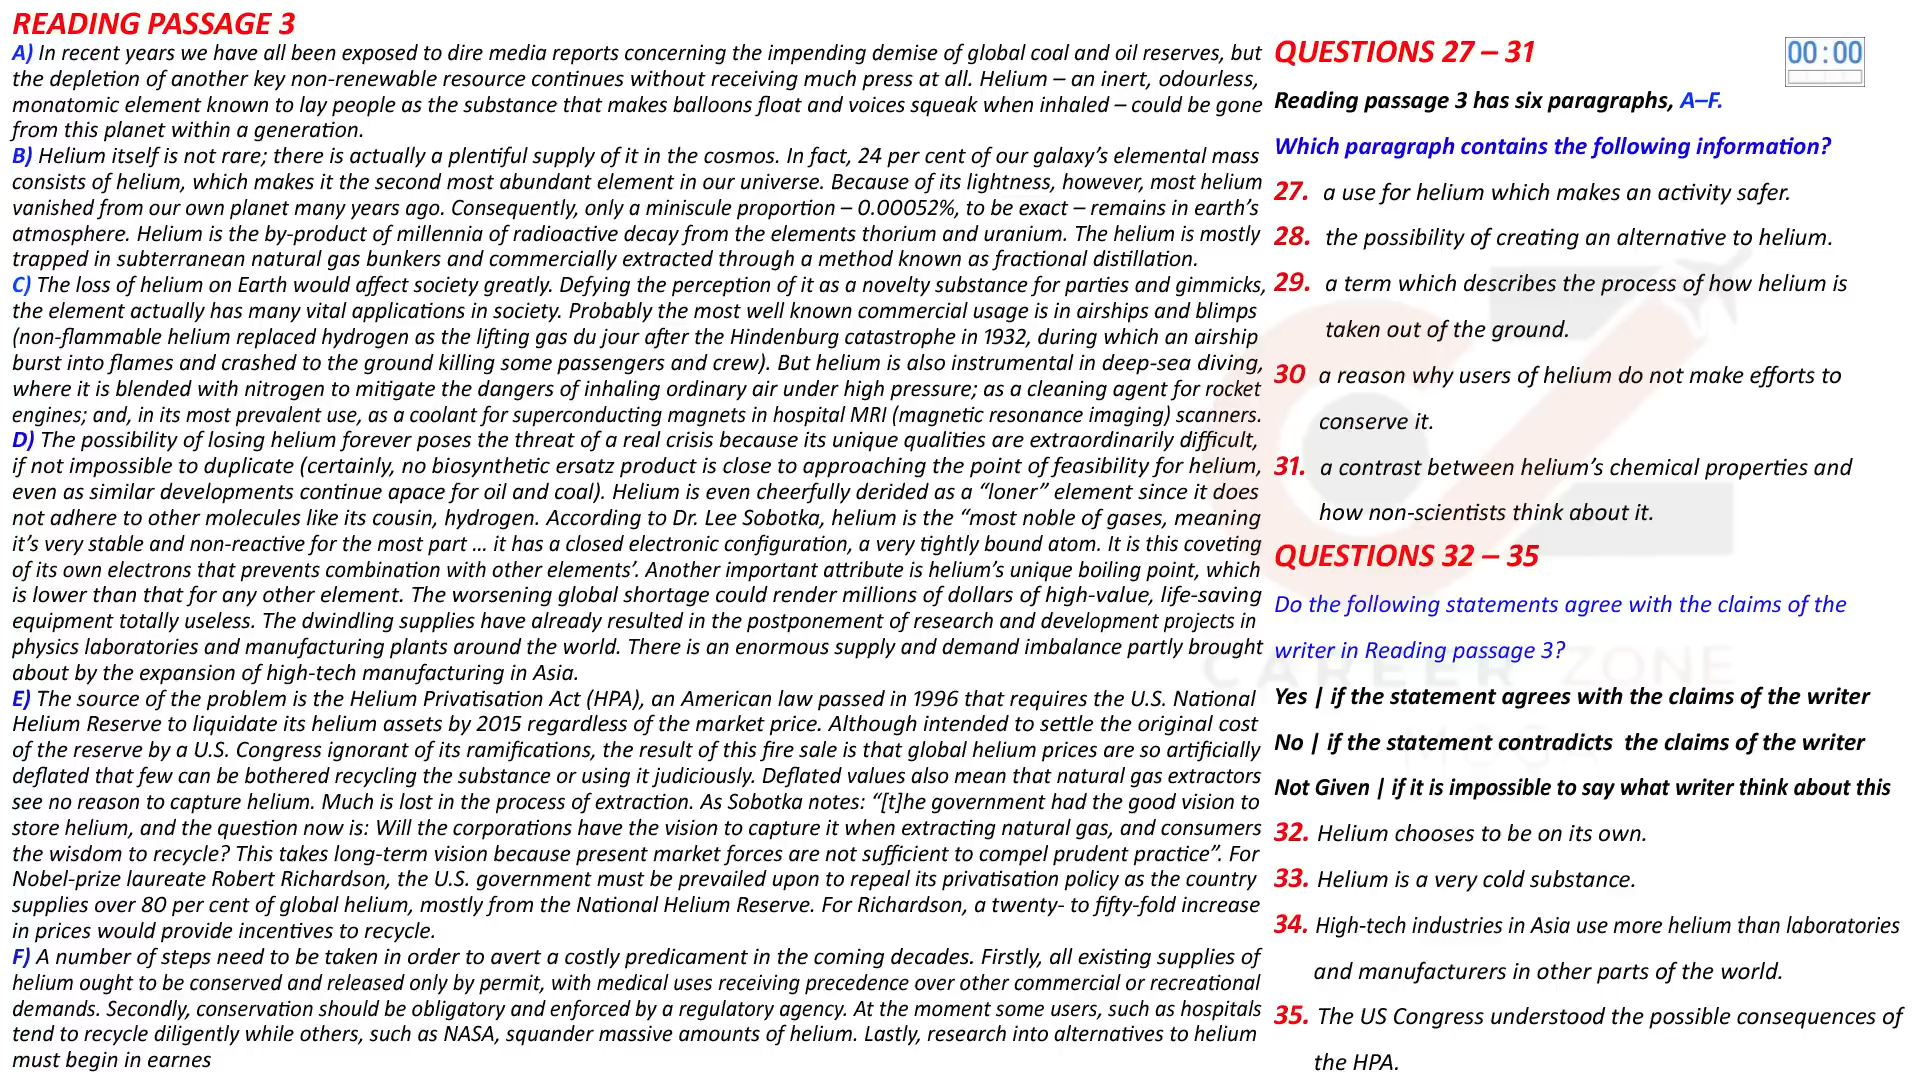 READING PASSAGE 3
A) In recent years we have all been exposed to dire media reports concerning the impending demise of global coal and oil reserves, but
the depletion of another key non-renewable resource continues without receiving much press at all. Helium – an inert, odourless,
monatomic element known to lay people as the substance that makes balloons float and voices squeak when inhaled – could be gone
from this planet within a generation.
B) Helium itself is not rare; there is actually a plentiful supply of it in the cosmos. In fact, 24 per cent of our galaxy's elemental mass
consists of helium, which makes it the second most abundant element in our universe. Because of its lightness, however, most helium
vanished from our own planet many years ago. Consequently, only a miniscule proportion – 0.00052%, to be exact – remains in earth's
atmosphere. Helium is the by-product of millennia of radioactive decay from the elements thorium and uranium. The helium is mostly
trapped in subterranean natural gas bunkers and commercially extracted through a method known as fractional distillation.
C) The loss of helium on Earth would affect society greatly. Defying the perception of it as a novelty substance for parties and gimmicks,
the element actually has many vital applications in society. Probably the most well known commercial usage is in airships and blimps
(non-flammable helium replaced hydrogen as the lifting gas du jour after the Hindenburg catastrophe in 1932, during which an airship
burst into flames and crashed to the ground killing some passengers and crew). But helium is also instrumental in deep-sea diving,
where it is blended with nitrogen to mitigate the dangers of inhaling ordinary air under high pressure; as a cleaning agent for rocket
engines; and, in its most prevalent use, as a coolant for superconducting magnets in hospital MRI (magnetic resonance imaging) scanners.
D) The possibility of losing helium forever poses the threat of a real crisis because its unique qualities are extraordinarily difficult,
if not impossible to duplicate (certainly, no biosynthetic ersatz product is close to approaching the point of feasibility for helium,
even as similar developments continue apace for oil and coal). Helium is even cheerfully derided as a “loner” element since it does
not adhere to other molecules like its cousin, hydrogen. According to Dr. Lee Sobotka, helium is the “most noble of gases, meaning
it's very stable and non-reactive for the most part ... it has a closed electronic configuration, a very tightly bound atom. It is this coveting
of its own electrons that prevents combination with other elements’. Another important attribute is helium's unique boiling point, which
is lower than that for any other element. The worsening global shortage could render millions of dollars of high-value, life-saving
equipment totally useless. The dwindling supplies have already resulted in the postponement of research and development projects in
physics laboratories and manufacturing plants around the world. There is an enormous supply and demand imbalance partly brought
about by the expansion of high-tech manufacturing in Asia.
E) The source of the problem is the Helium Privatisation Act (HPA), an American law passed in 1996 that requires the U.S. National
Helium Reserve to liquidate its helium assets by 2015 regardless of the market price. Although intended to settle the original cost
of the reserve by a U.S. Congress ignorant of its ramifications, the result of this fire sale is that global helium prices are so artificially
deflated that few can be bothered recycling the substance or using it judiciously. Deflated values also mean that natural gas extractors
see no reason to capture helium. Much is lost in the process of extraction. As Sobotka notes: “[t]he government had the good vision to
store helium, and the question now is: Will the corporations have the vision to capture it when extracting natural gas, and consumers
the wisdom to recycle? This takes long-term vision because present market forces are not sufficient to compel prudent practice”. For
Nobel-prize laureate Robert Richardson, the U.S. government must be prevailed upon to repeal its privatisation policy as the country
supplies over 80 per cent of global helium, mostly from the National Helium Reserve. For Richardson, a twenty- to fifty-fold increase
in prices would provide incentives to recycle.
F) A number of steps need to be taken in order to avert a costly predicament in the coming decades. Firstly, all existing supplies of
helium ought to be conserved and released only by permit, with medical uses receiving precedence over other commercial or recreational
demands. Secondly, conservation should be obligatory and enforced by a regulatory agency. At the moment some users, such as hospitals
tend to recycle diligently while others, such as NASA, squander massive amounts of helium. Lastly, research into alternatives to helium
must begin in earnes
00:00
QUESTIONS 27 – 31
Reading passage 3 has six paragraphs, A–F.
Which paragraph contains the following information?
27. a use for helium which makes an activity safer.
28. the possibility of creating an alternative to helium.
29. a term which describes the process of how helium is
taken out of the ground.
30 a reason why users of helium do not make efforts to
conserve it.
31. a contrast between helium's chemical properties and
how non-scientists think about it.
QUESTIONS 32 – 35
Do the following statements agree with the claims of the
writer in Reading passage 3?
Yes | if the statement agrees with the claims of the writer
No | if the statement contradicts the claims of the writer
Not Given | if it is impossible to say what writer think about this
32. Helium chooses to be on its own.
33. Helium is a very cold substance.
34. High-tech industries in Asia use more helium than laboratories
and manufacturers in other parts of the world.
35. The US Congress understood the possible consequences of
the HPA.
CAREER ZONE
MOGA